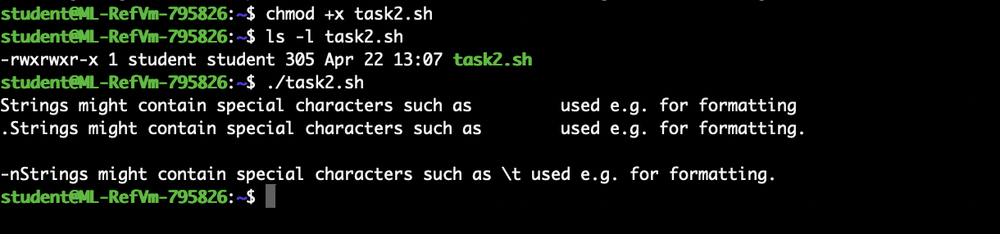 student@ML-RefVm-795826:~$ chmod +x task2.sh
student@ML-RefVm-795826:~$ ls -l task2.sh
-rwxrwxr-x 1 student student 305 Apr 22 13:07 task2.sh
student@ML-RefVm-795826:~$ ./task2.sh
Strings might contain special characters such as         used e.g. for formatting
.Strings might contain special characters such as        used e.g. for formatting.
-nStrings might contain special characters such as \t used e.g. for formatting.
student@ML-RefVm-795826:~$